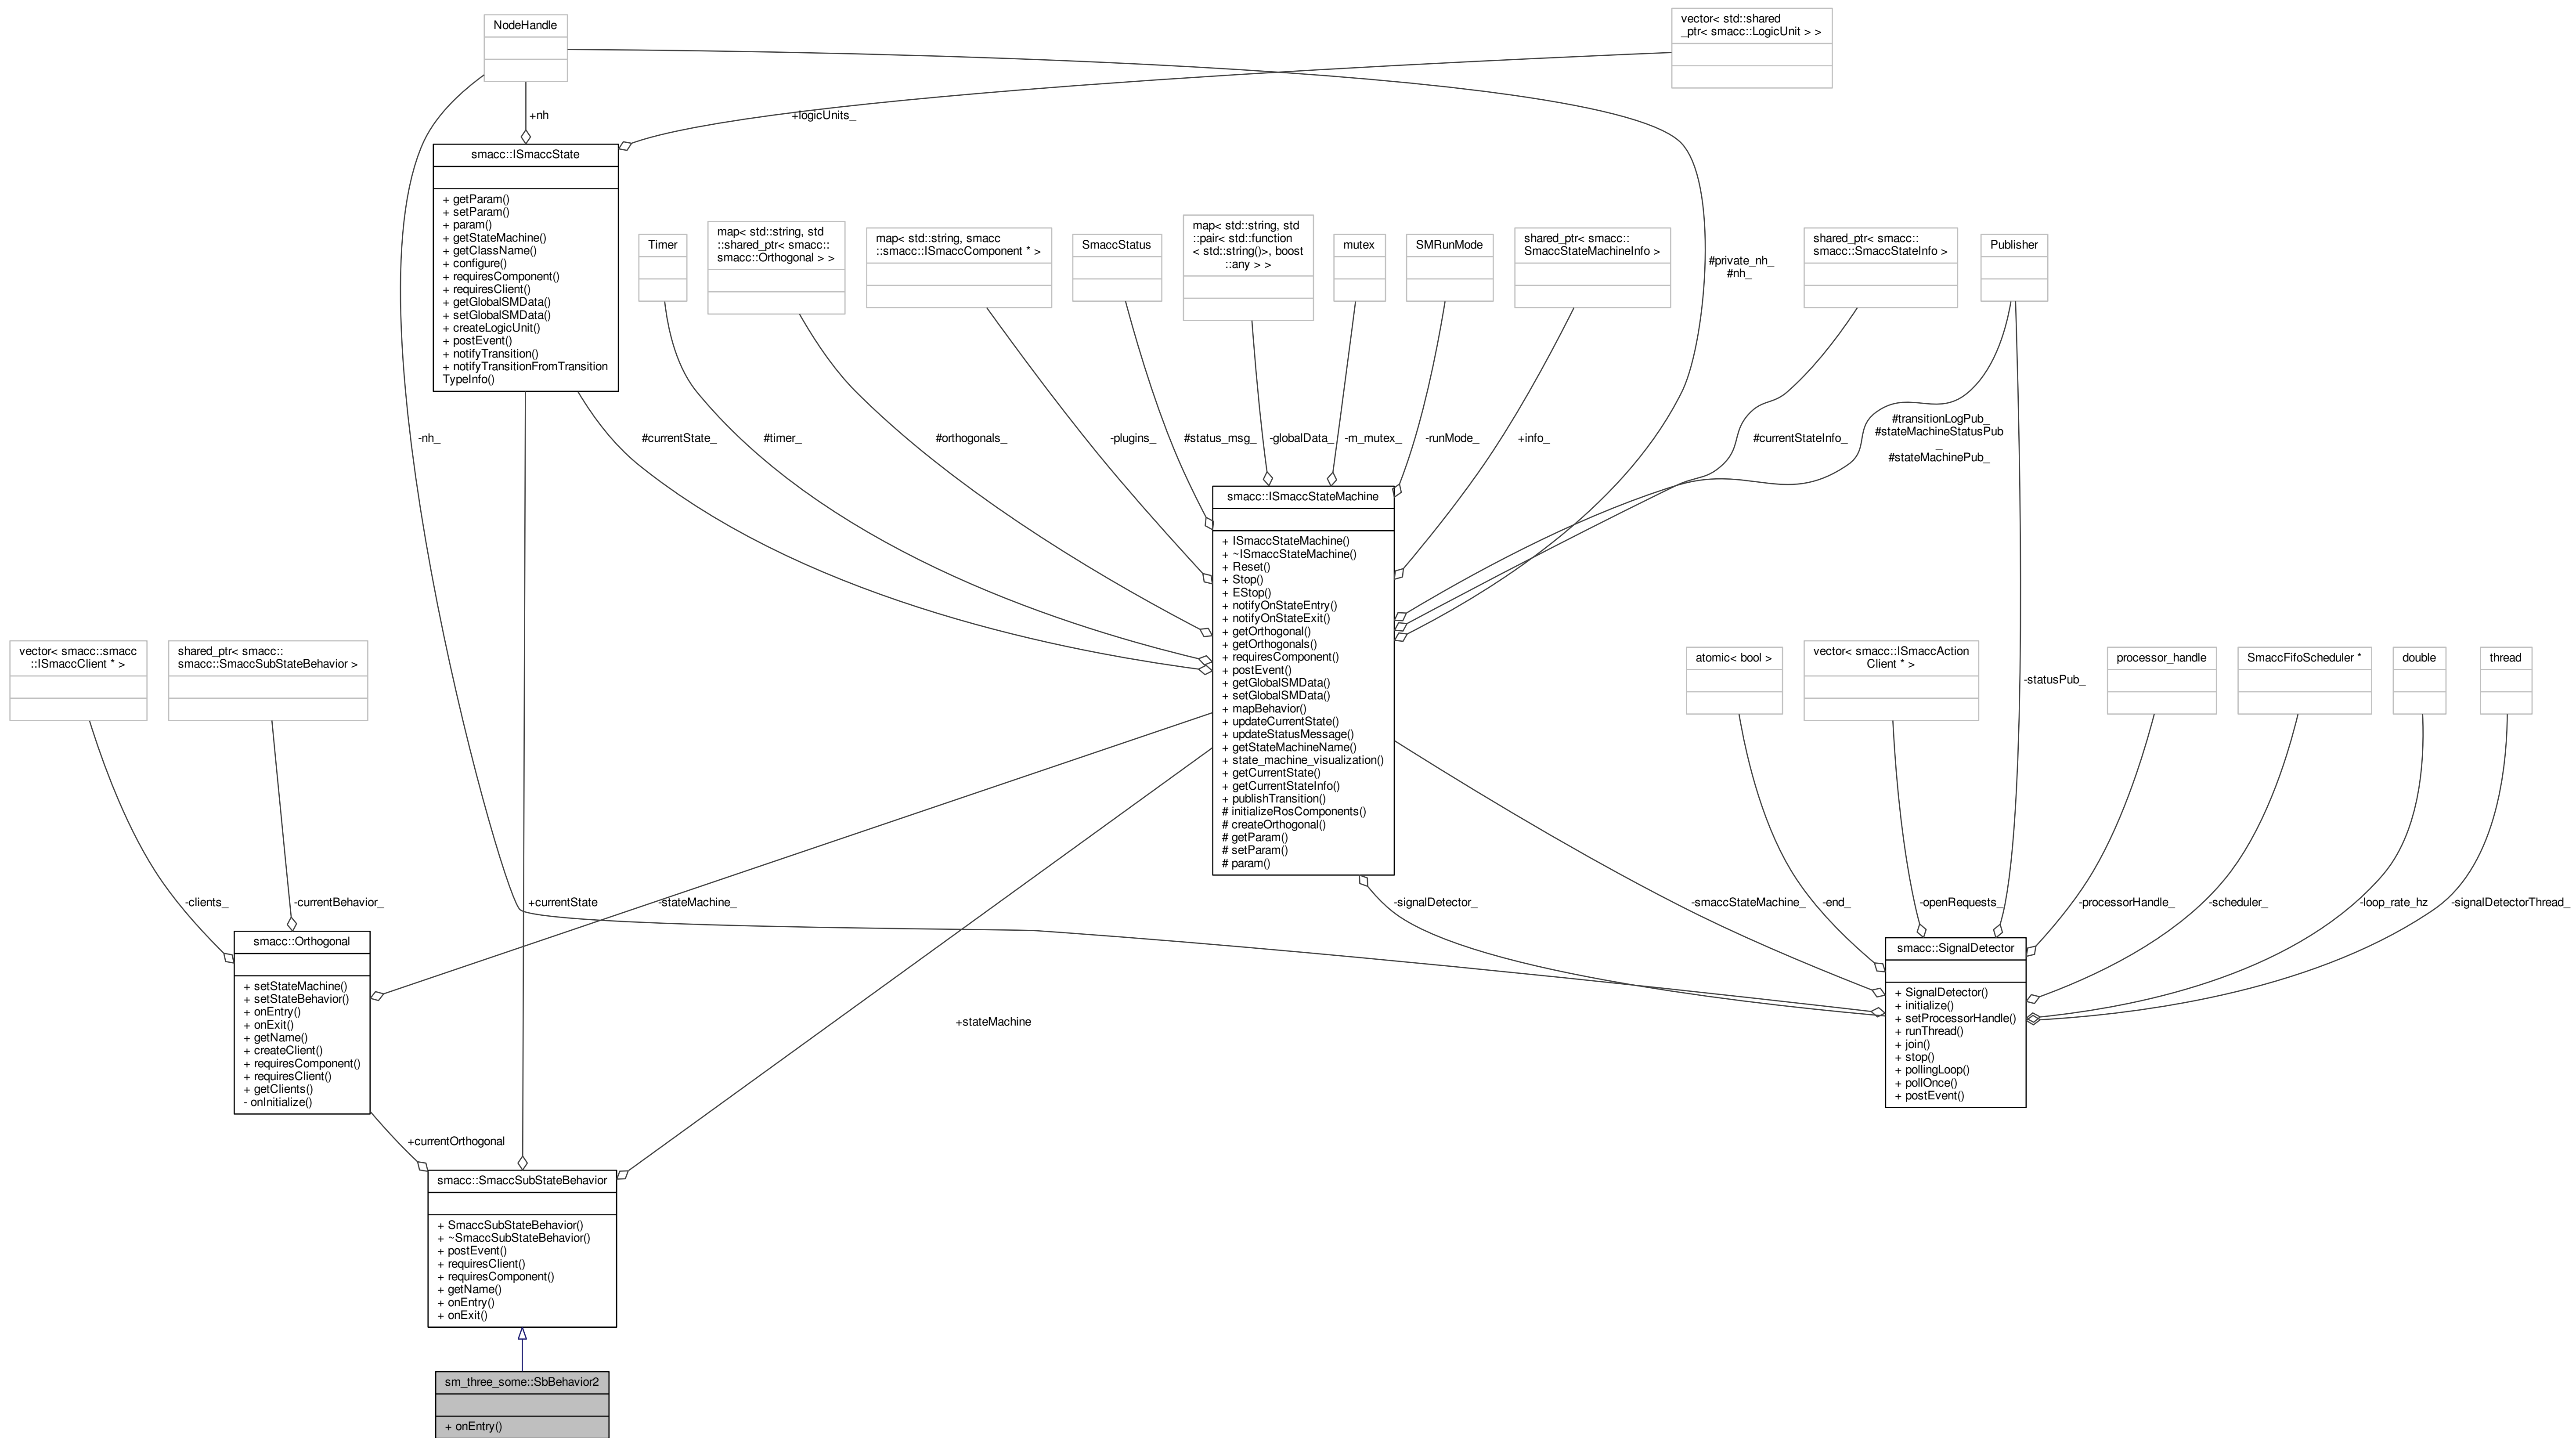 NodeHandle
vector< std::shared
_ptr< smacc::LogicUnit > >
+nh
+logicUnits_
smacc::ISmaccState
+ getParam()
+ setParam()
+ param()
+ getStateMachine()
+ getClassName()
+ configure()
+ requiresComponent()
+ requiresClient()
+ getGlobalSMData()
+ setGlobalSMData()
+ createLogicUnit()
+ postEvent()
+ notifyTransition()
+ notifyTransitionFromTransition
TypeInfo()
Timer
map< std::string, std
::shared_ptr< smacc::
smacc::Orthogonal > >
map< std::string, smacc
::smacc::ISmaccComponent * >
SmaccStatus
map< std::string, std
::pair< std::function
< std::string()>, boost
::any > >
mutex
SMRunMode
shared_ptr< smacc::
SmaccStateMachineInfo >
#private_nh_
#nh_
shared_ptr< smacc::
smacc::SmaccStateInfo >
Publisher
-nh_
#currentState_
#timer_
#orthogonals_
-plugins_
#status_msg_
-globalData_
-m_mutex_
-runMode_
+info_
#currentStateInfo_
#transitionLogPub_
#stateMachineStatusPub
_
#stateMachinePub_
smacc::ISmaccStateMachine
+ ISmaccStateMachine()
+ ~ISmaccStateMachine()
+ Reset()
+ Stop()
+ EStop()
+ notifyOnStateEntry()
+ notifyOnStateExit()
+ getOrthogonal()
+ getOrthogonals()
+ requiresComponent()
+ postEvent()
+ getGlobalSMData()
+ setGlobalSMData()
+ mapBehavior()
+ updateCurrentState()
+ updateStatusMessage()
+ getStateMachineName()
+ state_machine_visualization()
+ getCurrentState()
+ getCurrentStateInfo()
+ publishTransition()
# initializeRosComponents()
# createOrthogonal()
# getParam()
# setParam()
# param()
vector< smacc::smacc
::ISmaccClient * >
shared_ptr< smacc::
smacc::SmaccSubStateBehavior >
atomic< bool >
vector< smacc::ISmaccAction
Client * >
-statusPub_
processor_handle
SmaccFifoScheduler *
double
thread
-clients_
-currentBehavior_
+currentState
-stateMachine_
-signalDetector_
-smaccStateMachine_
-end_
-openRequests_
-processorHandle_
-scheduler_
-loop_rate_hz
-signalDetectorThread_
smacc::Orthogonal
+ setStateMachine()
+ setStateBehavior()
+ onEntry()
+ onExit()
+ getName()
+ createClient()
+ requiresComponent()
+ requiresClient()
+ getClients()
- onInitialize()
smacc::SignalDetector
+ SignalDetector()
+ initialize()
+ setProcessorHandle()
+ runThread()
+ join()
+ stop()
+ pollingLoop()
+ pollOnce()
+ postEvent()
+stateMachine
+currentOrthogonal
smacc::SmaccSubStateBehavior
+ SmaccSubStateBehavior()
+ ~SmaccSubStateBehavior()
+ postEvent()
+ requiresClient()
+ requiresComponent()
+ getName()
+ onEntry()
+ onExit()
sm_three_some::SbBehavior2
+ onEntry()